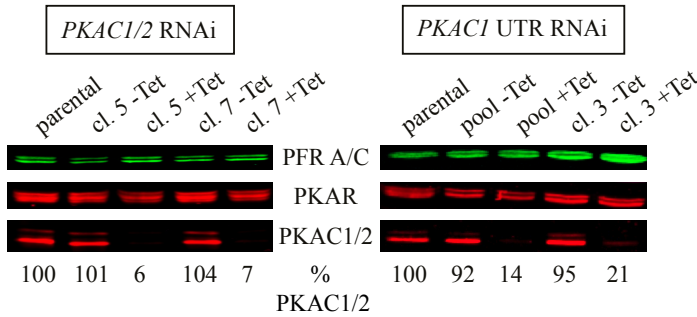 PKAC1/2 RNAi
PKAC1 UTR RNAi
parental
cl. 5 -Tet
cl. 5 +Tet
cl. 7 -Tet
cl. 7 +Tet
parental
pool -Tet
pool +Tet
cl. 3 -Tet
cl. 3 +Tet
PFR A/C
PKAR
PKAC1/2
100 101 6 104 7 % 100 92 14 95 21
PKAC1/2